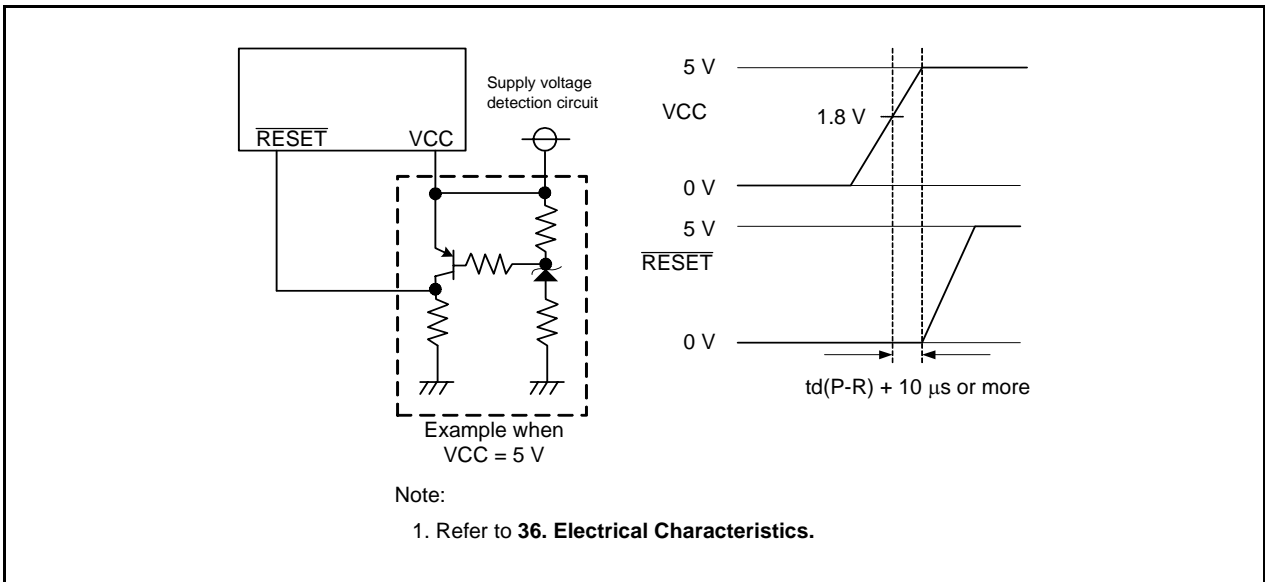 Supply voltage
detection circuit
RESET VCC
Example when
VCC = 5 V
5 V
VCC
1.8 V
0 V
5 V
RESET
0 V
td(P-R) + 10 μs or more
Note:
1. Refer to 36. Electrical Characteristics.